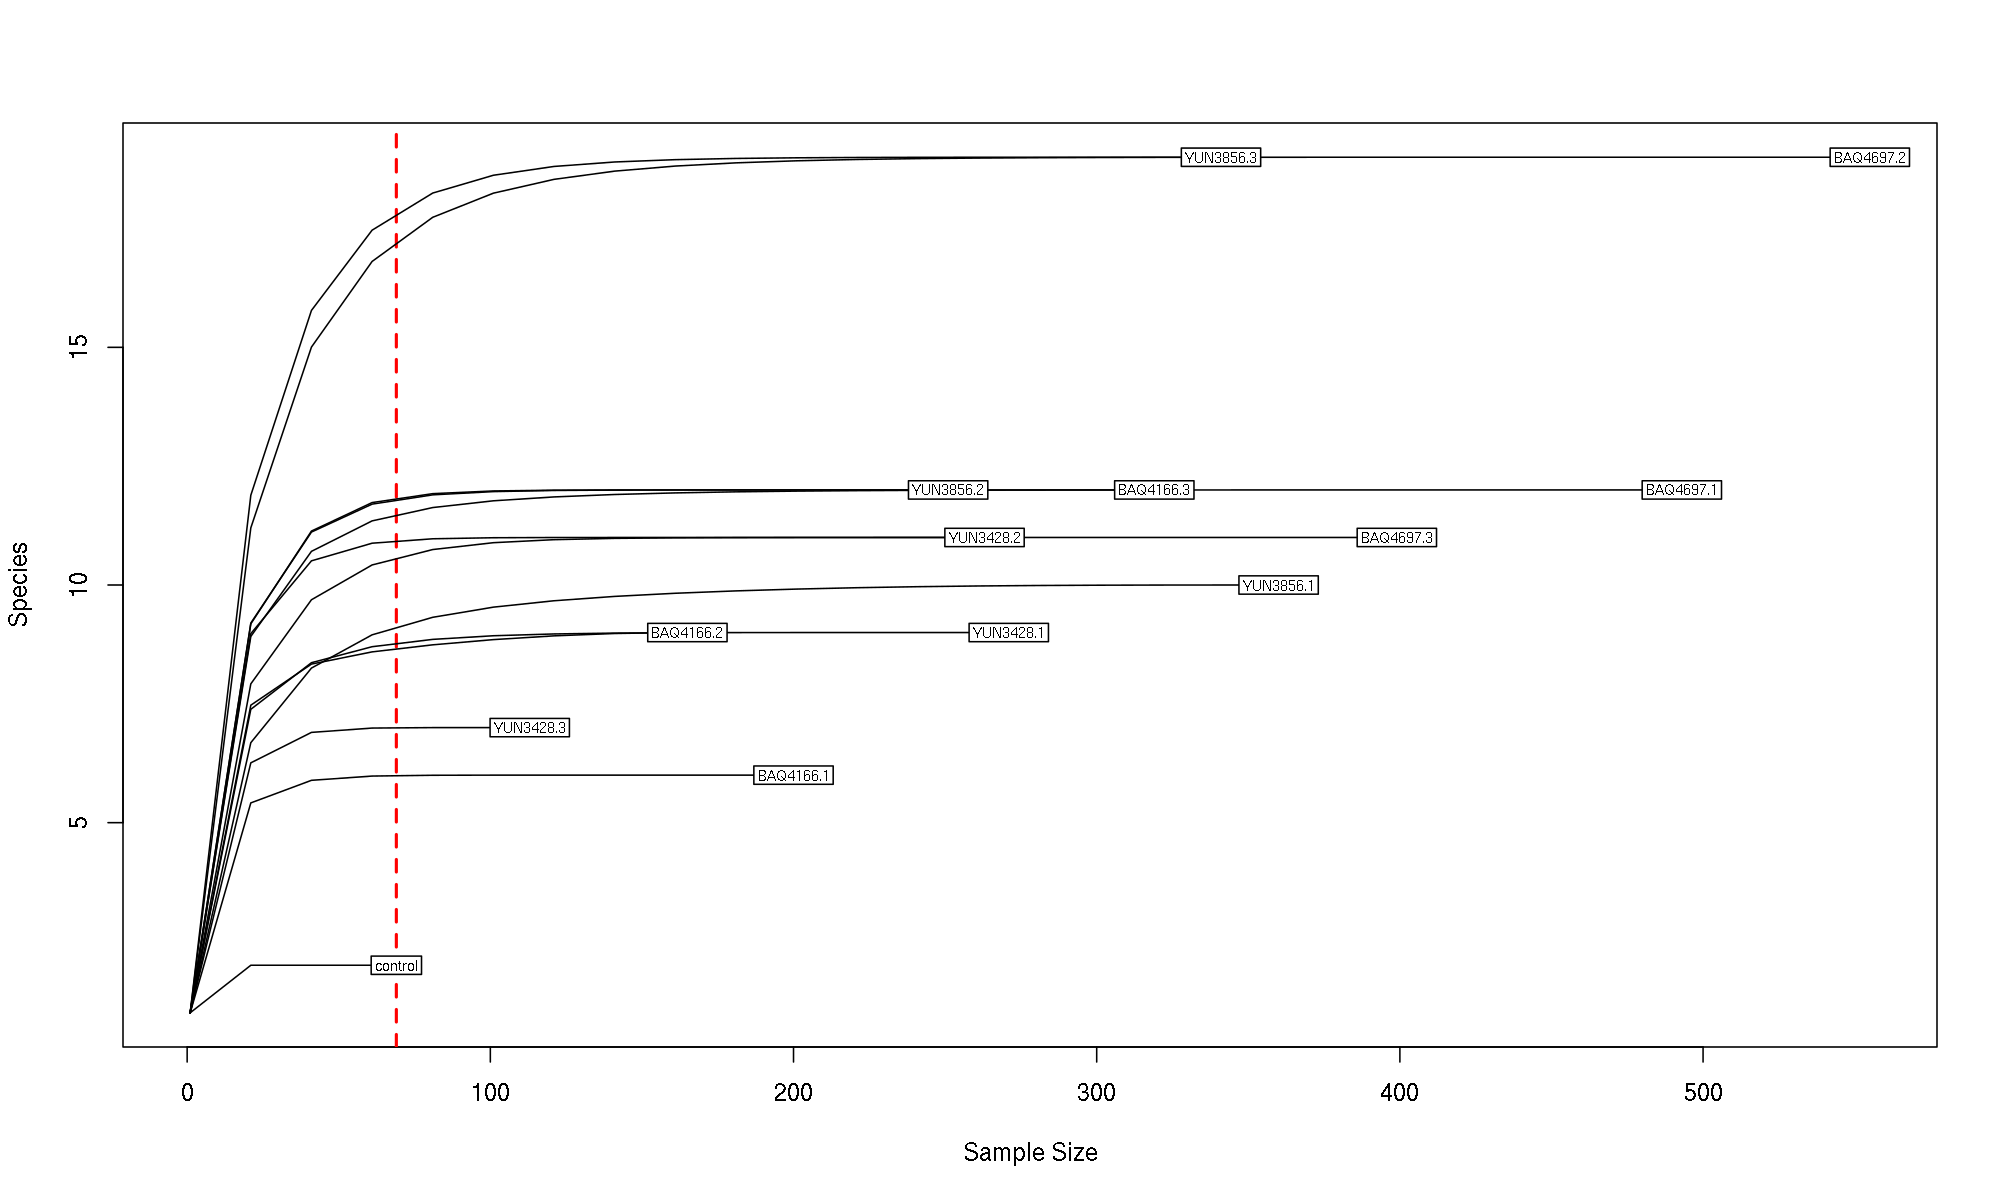 YUN3856.3
BAQ4697.2
15
YUN3856.2
BAQ4166.3
BAQ4697.1
YUN3428.2
BAQ4697.3
Species
10
YUN3856.1
BAQ4166.2
YUN3428.1
YUN3428.3
BAQ4166.1
5
control
0 100 200 300 400 500
Sample Size